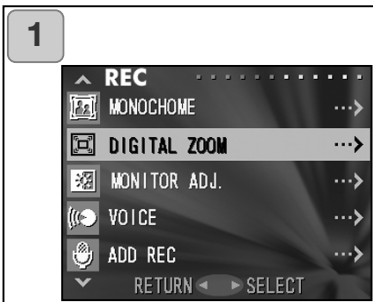 1
REC
MONOCHOME
DIGITAL ZOOM
MONITOR ADJ.
VOICE
ADD REC
RETURN SELECT